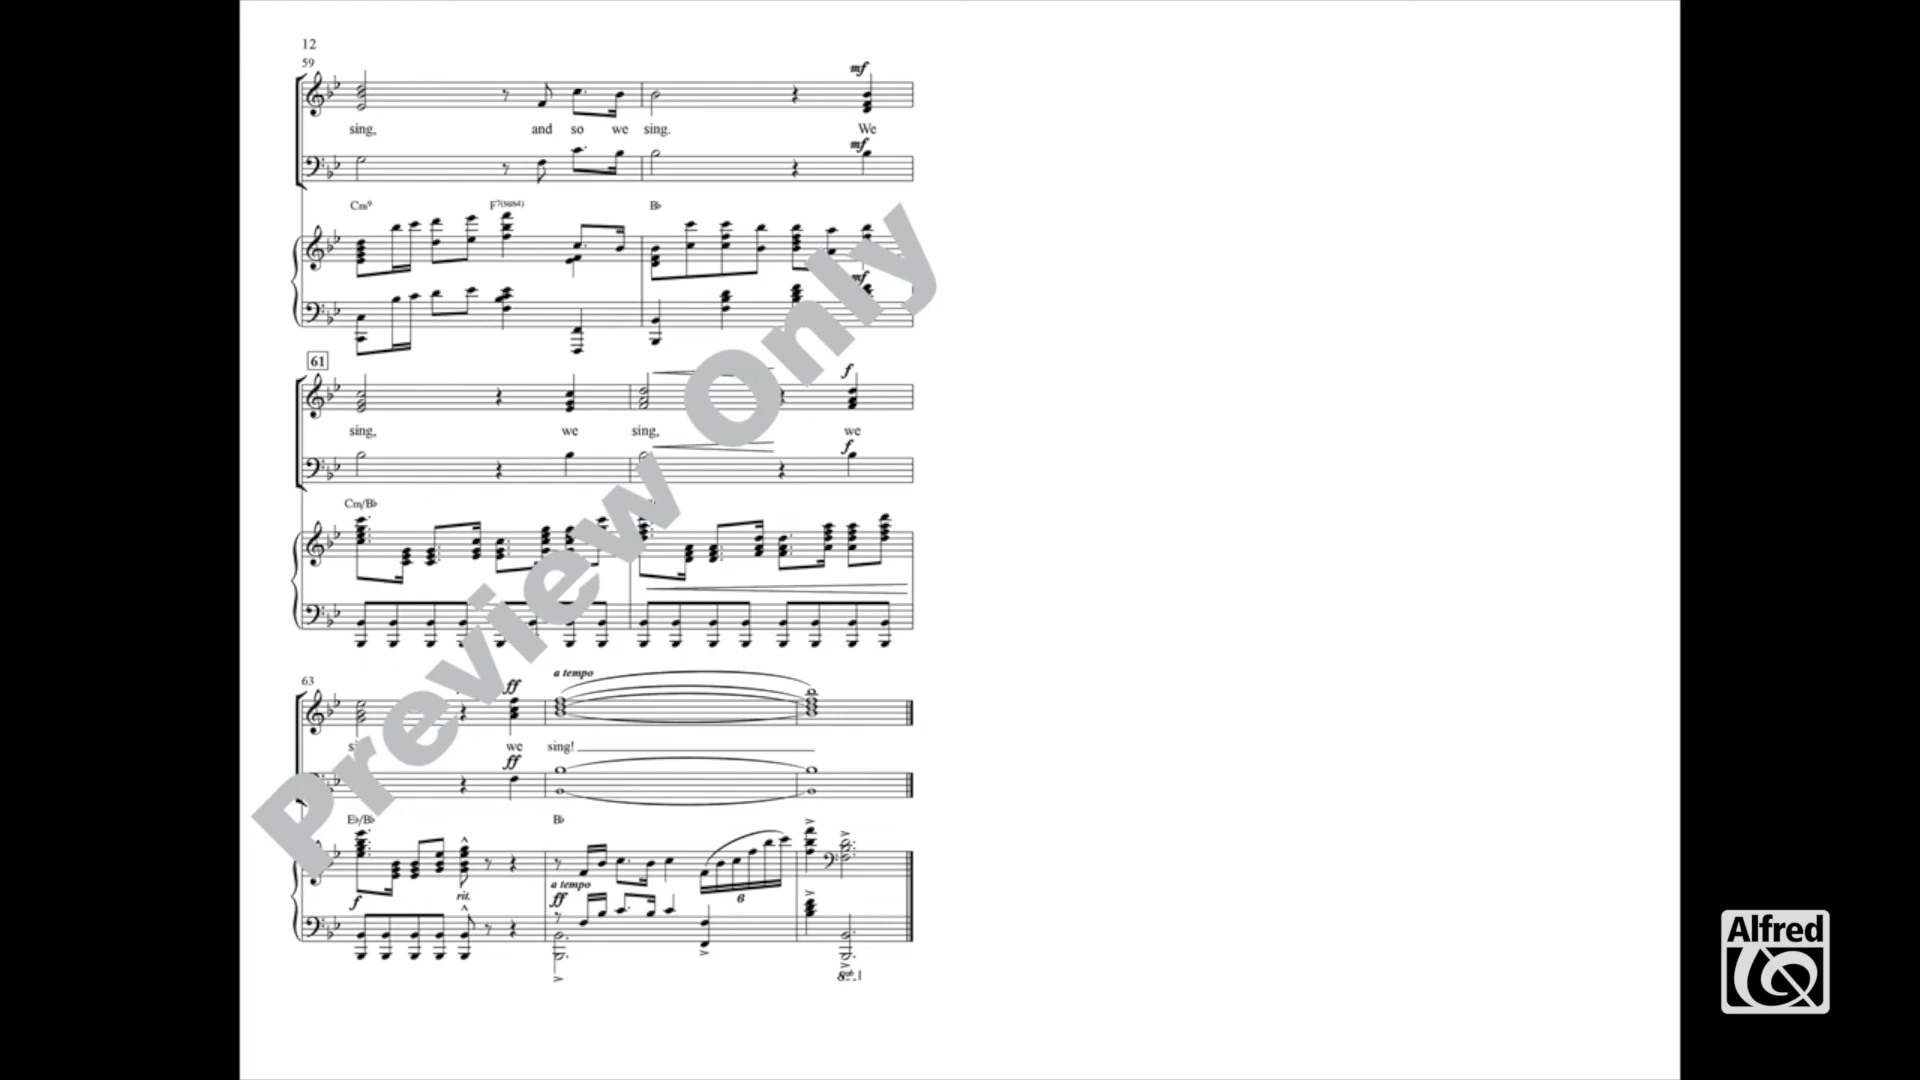 12
59
mf
sing, and so we sing. We
mf
Cm9 F7(sus4) B♭
mf
61
f
sing, we sing, we
f
Cm/B♭
63
a tempo
ff
we sing!
ff
E♭/B♭ B♭
f rit. a tempo 6
ff
8vb
Preview Only
Alfred